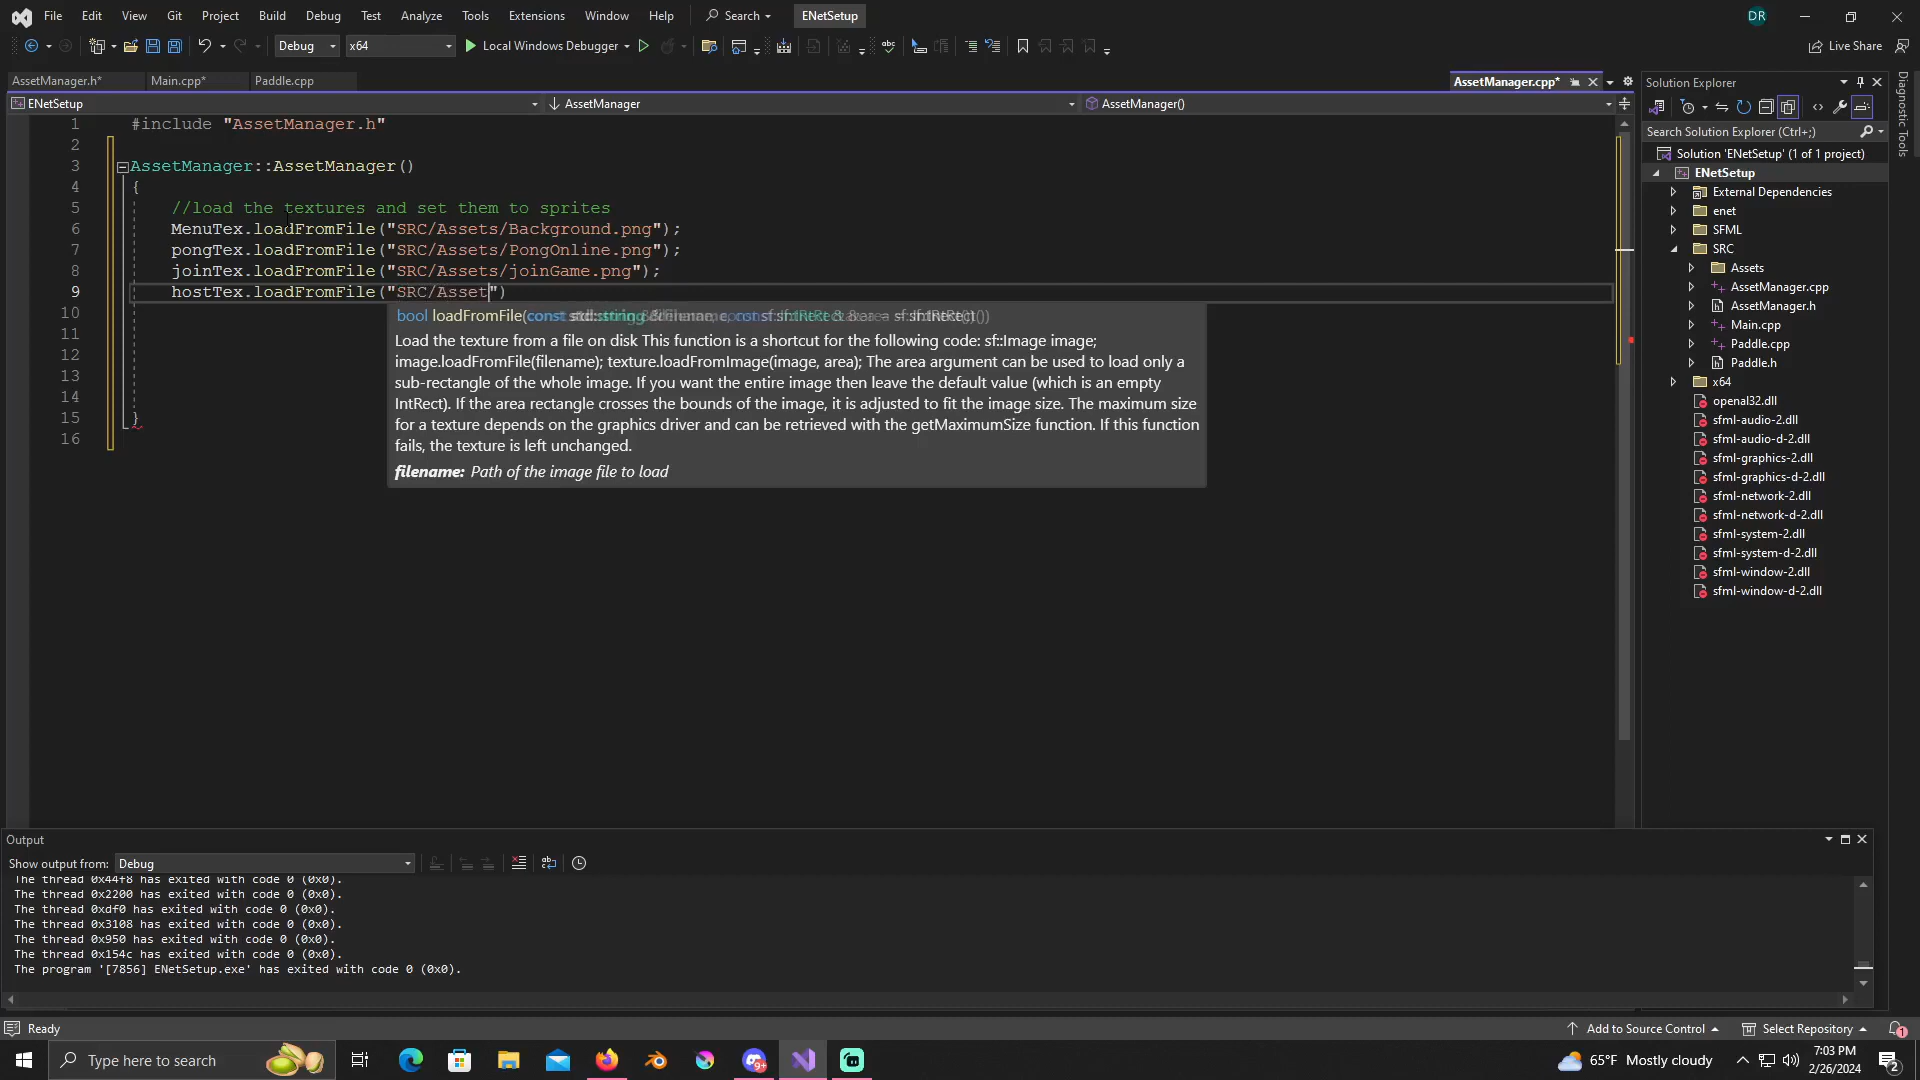 File Edit View Git Project Build Debug Test Analyze Tools Extensions Window Help Search ENetSetup DR
Debug x64 Local Windows Debugger Live Share
AssetManager.h* Main.cpp* Paddle.cpp AssetManager.cpp*
ENetSetup AssetManager AssetManager()
1 #include "AssetManager.h"
2
3 AssetManager::AssetManager()
4 {
5 //load the textures and set them to sprites
6 MenuTex.loadFromFile("SRC/Assets/Background.png");
7 pongTex.loadFromFile("SRC/Assets/PongOnline.png");
8 joinTex.loadFromFile("SRC/Assets/joinGame.png");
9 hostTex.loadFromFile("SRC/Asset")
10
11
12
13
14
15 }
16
bool loadFromFile(
Load the texture from a file on disk This function is a shortcut for the following code: sf::Image image;
image.loadFromFile(filename); texture.loadFromImage(image, area); The area argument can be used to load only a
sub-rectangle of the whole image. If you want the entire image then leave the default value (which is an empty
IntRect). If the area rectangle crosses the bounds of the image, it is adjusted to fit the image size. The maximum size
for a texture depends on the graphics driver and can be retrieved with the getMaximumSize function. If this function
fails, the texture is left unchanged.
filename: Path of the image file to load
Solution Explorer
Search Solution Explorer (Ctrl+;)
Solution 'ENetSetup' (1 of 1 project)
ENetSetup
External Dependencies
enet
SFML
SRC
Assets
AssetManager.cpp
AssetManager.h
Main.cpp
Paddle.cpp
Paddle.h
x64
openal32.dll
sfml-audio-2.dll
sfml-audio-d-2.dll
sfml-graphics-2.dll
sfml-graphics-d-2.dll
sfml-network-2.dll
sfml-network-d-2.dll
sfml-system-2.dll
sfml-system-d-2.dll
sfml-window-2.dll
sfml-window-d-2.dll
Diagnostic Tools
Output
Show output from: Debug
The thread 0x44f8 has exited with code 0 (0x0).
The thread 0x2200 has exited with code 0 (0x0).
The thread 0xdf0 has exited with code 0 (0x0).
The thread 0x3108 has exited with code 0 (0x0).
The thread 0x950 has exited with code 0 (0x0).
The thread 0x154c has exited with code 0 (0x0).
The program '[7856] ENetSetup.exe' has exited with code 0 (0x0).
Ready Add to Source Control Select Repository 1
Type here to search 9+ 65°F Mostly cloudy 7:03 PM
2/26/2024 2